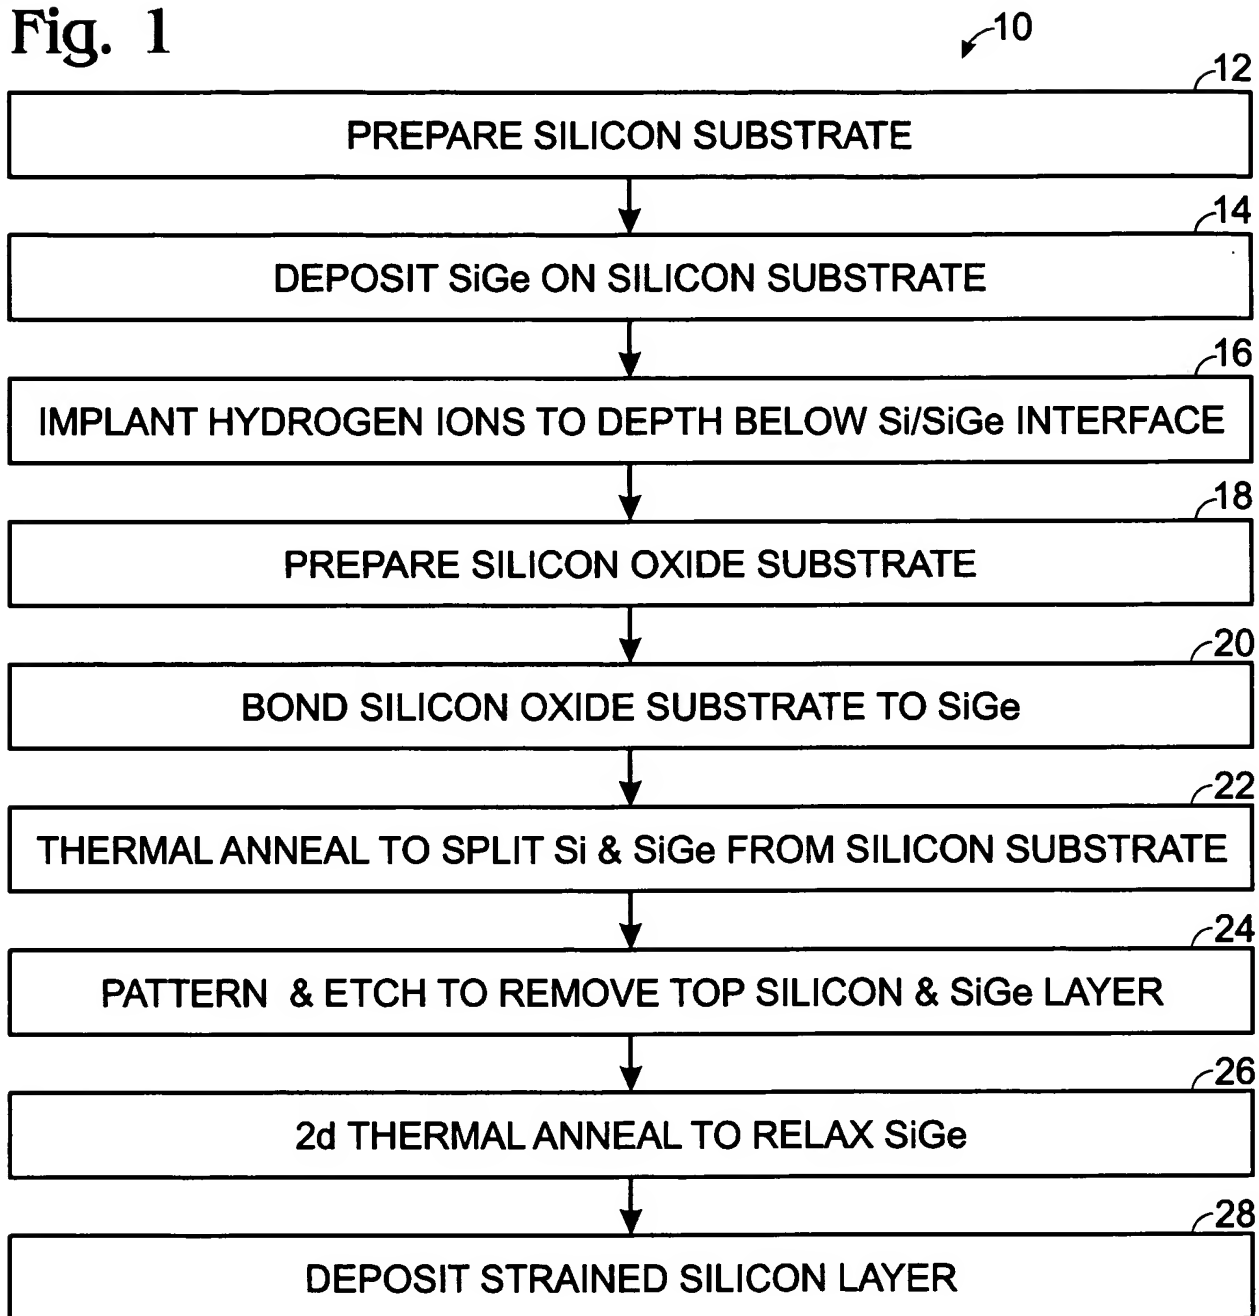 Fig. 1
10
12
PREPARE SILICON SUBSTRATE
14
DEPOSIT SiGe ON SILICON SUBSTRATE
16
IMPLANT HYDROGEN IONS TO DEPTH BELOW Si/SiGe INTERFACE
18
PREPARE SILICON OXIDE SUBSTRATE
20
BOND SILICON OXIDE SUBSTRATE TO SiGe
22
THERMAL ANNEAL TO SPLIT Si & SiGe FROM SILICON SUBSTRATE
24
PATTERN & ETCH TO REMOVE TOP SILICON & SiGe LAYER
26
2d THERMAL ANNEAL TO RELAX SiGe
28
DEPOSIT STRAINED SILICON LAYER